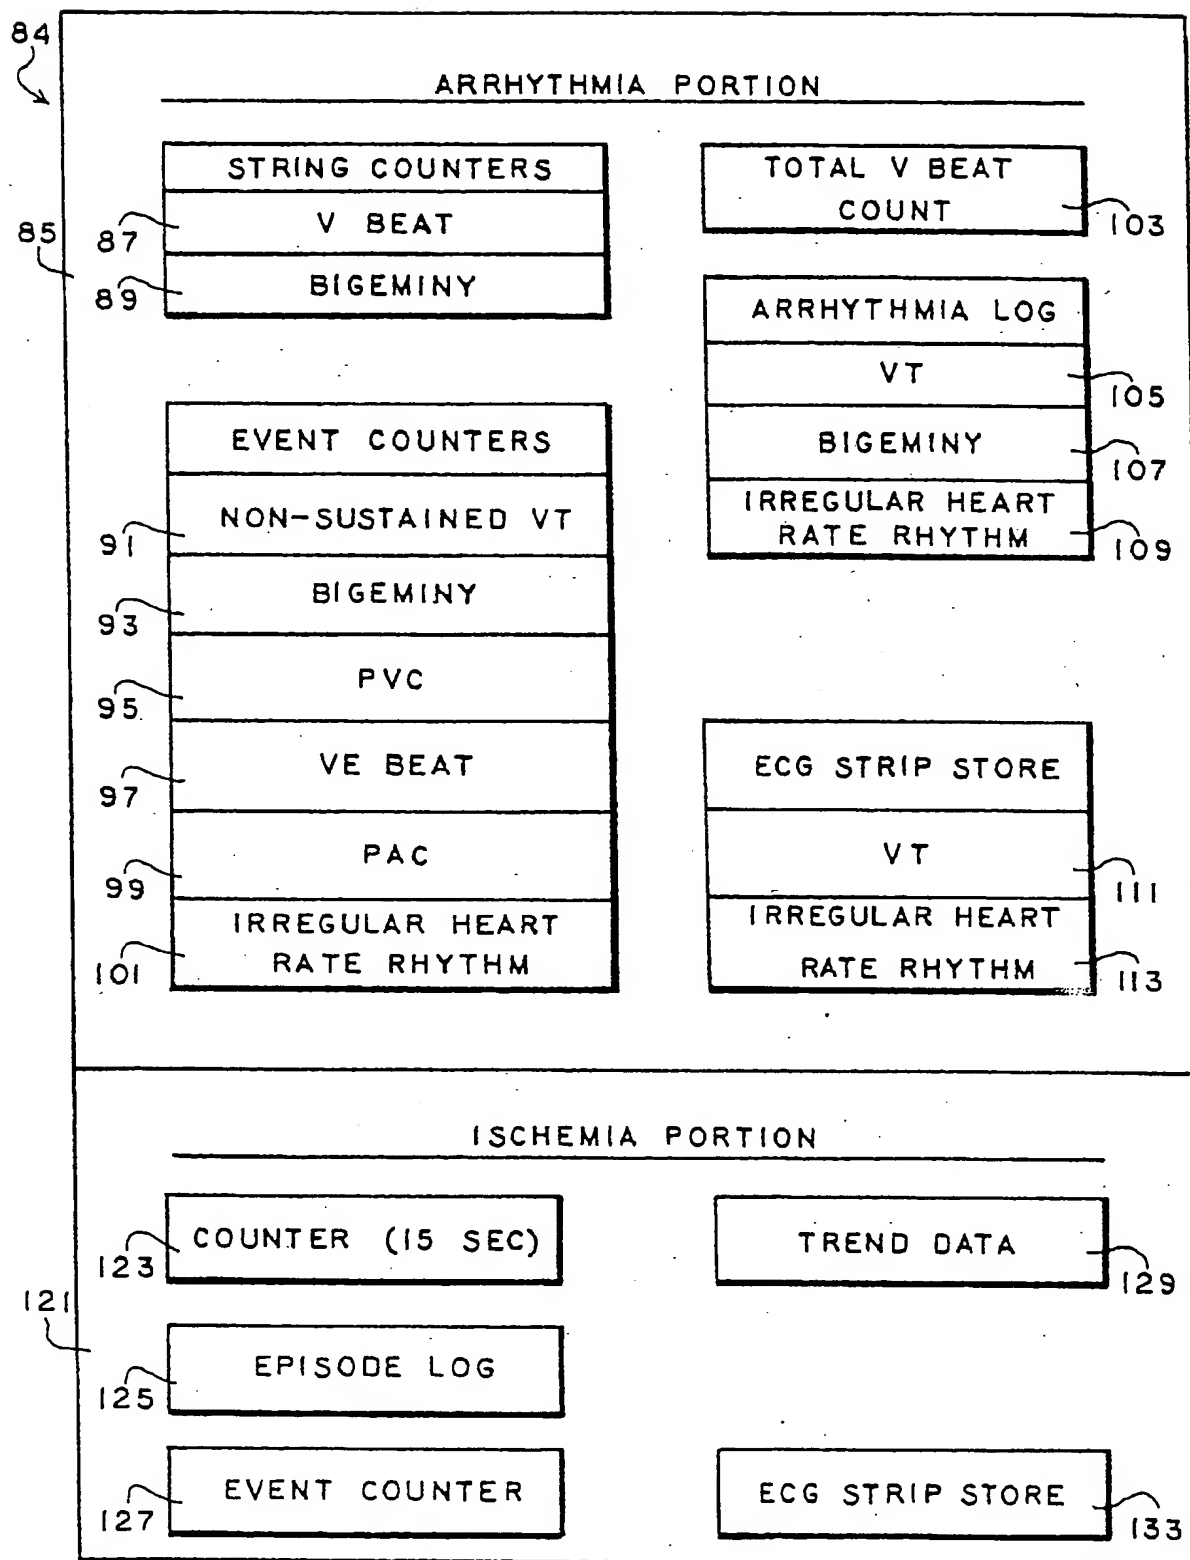 84
ARRHYTHMIA PORTION
85
STRING COUNTERS
V BEAT
87
BIGEMINY
89
TOTAL V BEAT
COUNT
103
ARRHYTHMIA LOG
VT
105
BIGEMINY
107
IRREGULAR HEART
RATE RHYTHM
109
EVENT COUNTERS
NON-SUSTAINED VT
91
BIGEMINY
93
PVC
95
VE BEAT
97
PAC
99
IRREGULAR HEART
RATE RHYTHM
101
ECG STRIP STORE
VT
111
IRREGULAR HEART
RATE RHYTHM
113
ISCHEMIA PORTION
121
COUNTER (15 SEC)
123
TREND DATA
129
EPISODE LOG
125
EVENT COUNTER
127
ECG STRIP STORE
133